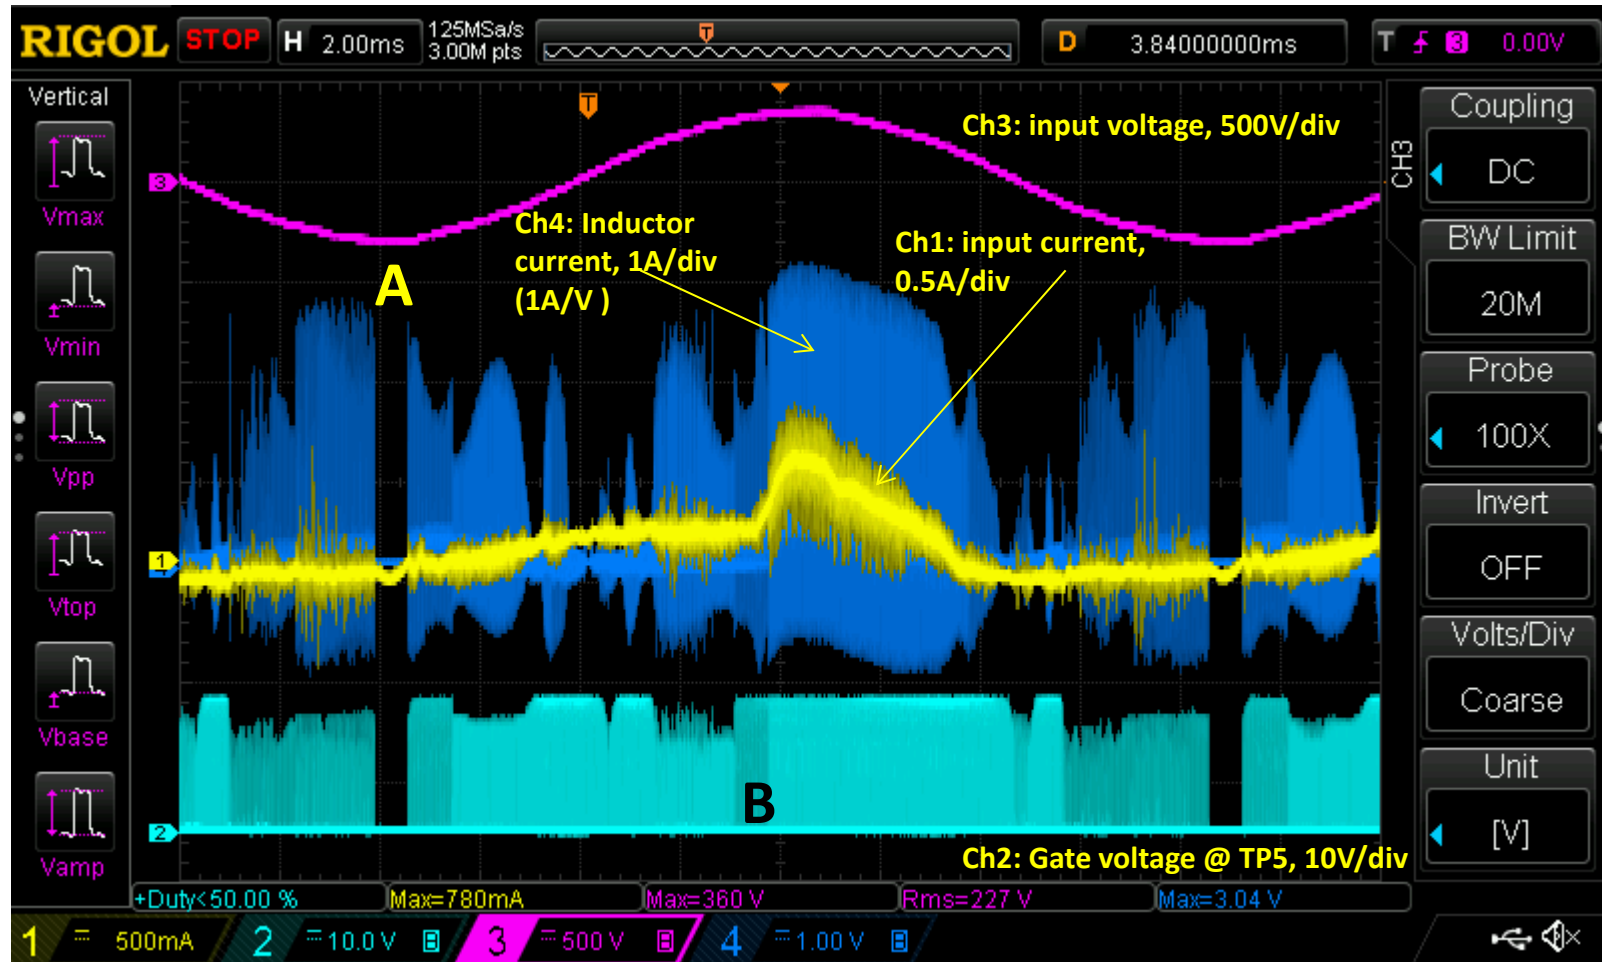 RIGOL STOP H 2.00ms 125MSa/s 3.00M pts T D 3.84000000ms T 3 0.00V
Vertical
Vmax
Vmin
Vpp
Vtop
Vbase
Vamp
T
3
Ch3: input voltage, 500V/div
Ch4: Inductor
current, 1A/div
(1A/V )
Ch1: input current,
0.5A/div
A
1
B
2
Ch2: Gate voltage @ TP5, 10V/div
CH3
Coupling
DC
BW Limit
20M
Probe
100X
Invert
OFF
Volts/Div
Coarse
Unit
[V]
+Duty<50.00 % Max=780mA Max=360 V Rms=227 V Max=3.04 V
1 = 500mA 2 = 10.0 V B 3 = 500 V B 4 = 1.00 V B